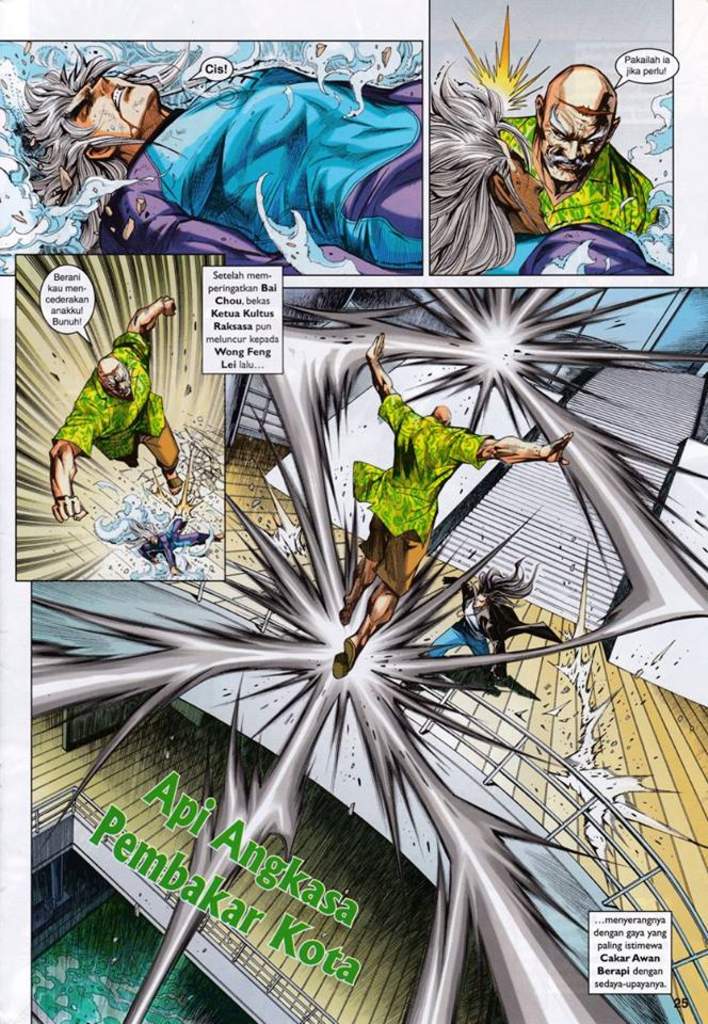 Cis!
Pakailah ia
jika perlu!
Berani
kau men-
cederakan
anakku!
Bunuh!
Setelah mem-
peringatkan Bai
Chou, bekas
Ketua Kultus
Raksasa pun
meluncur kepada
Wong Feng
Lei lalu...
Api Angkasa
Pembakar Kota
...menyerangnya
dengan gaya yang
paling istimewa
Cakar Awan
Berapi dengan
sedaya-upayanya.
25